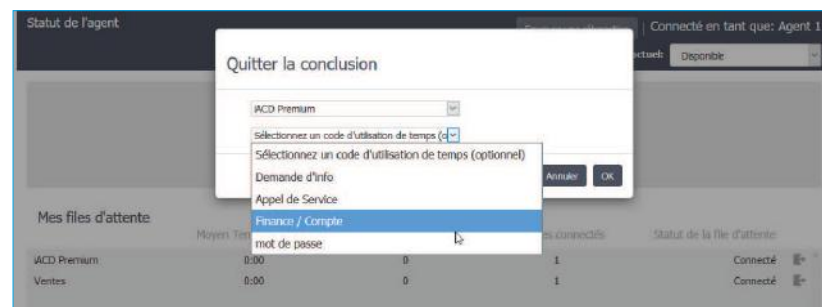 Statut de l'agent
| Connecté en tant que: Agent 1
Quitter la conclusion
ctuel: Disponible
iACD Premium
Sélectionnez un code d'utilisation de temps (o
Sélectionnez un code d'utilisation de temps (optionnel)
Demande d'info
Annuler OK
Appel de Service
Mes files d'attente
Finance / Compte
Moyen Tem es connectés Statut de la file d'attente
mot de passe
iACD Premium 0:00 0 1 Connecté
Ventes 0:00 0 1 Connecté